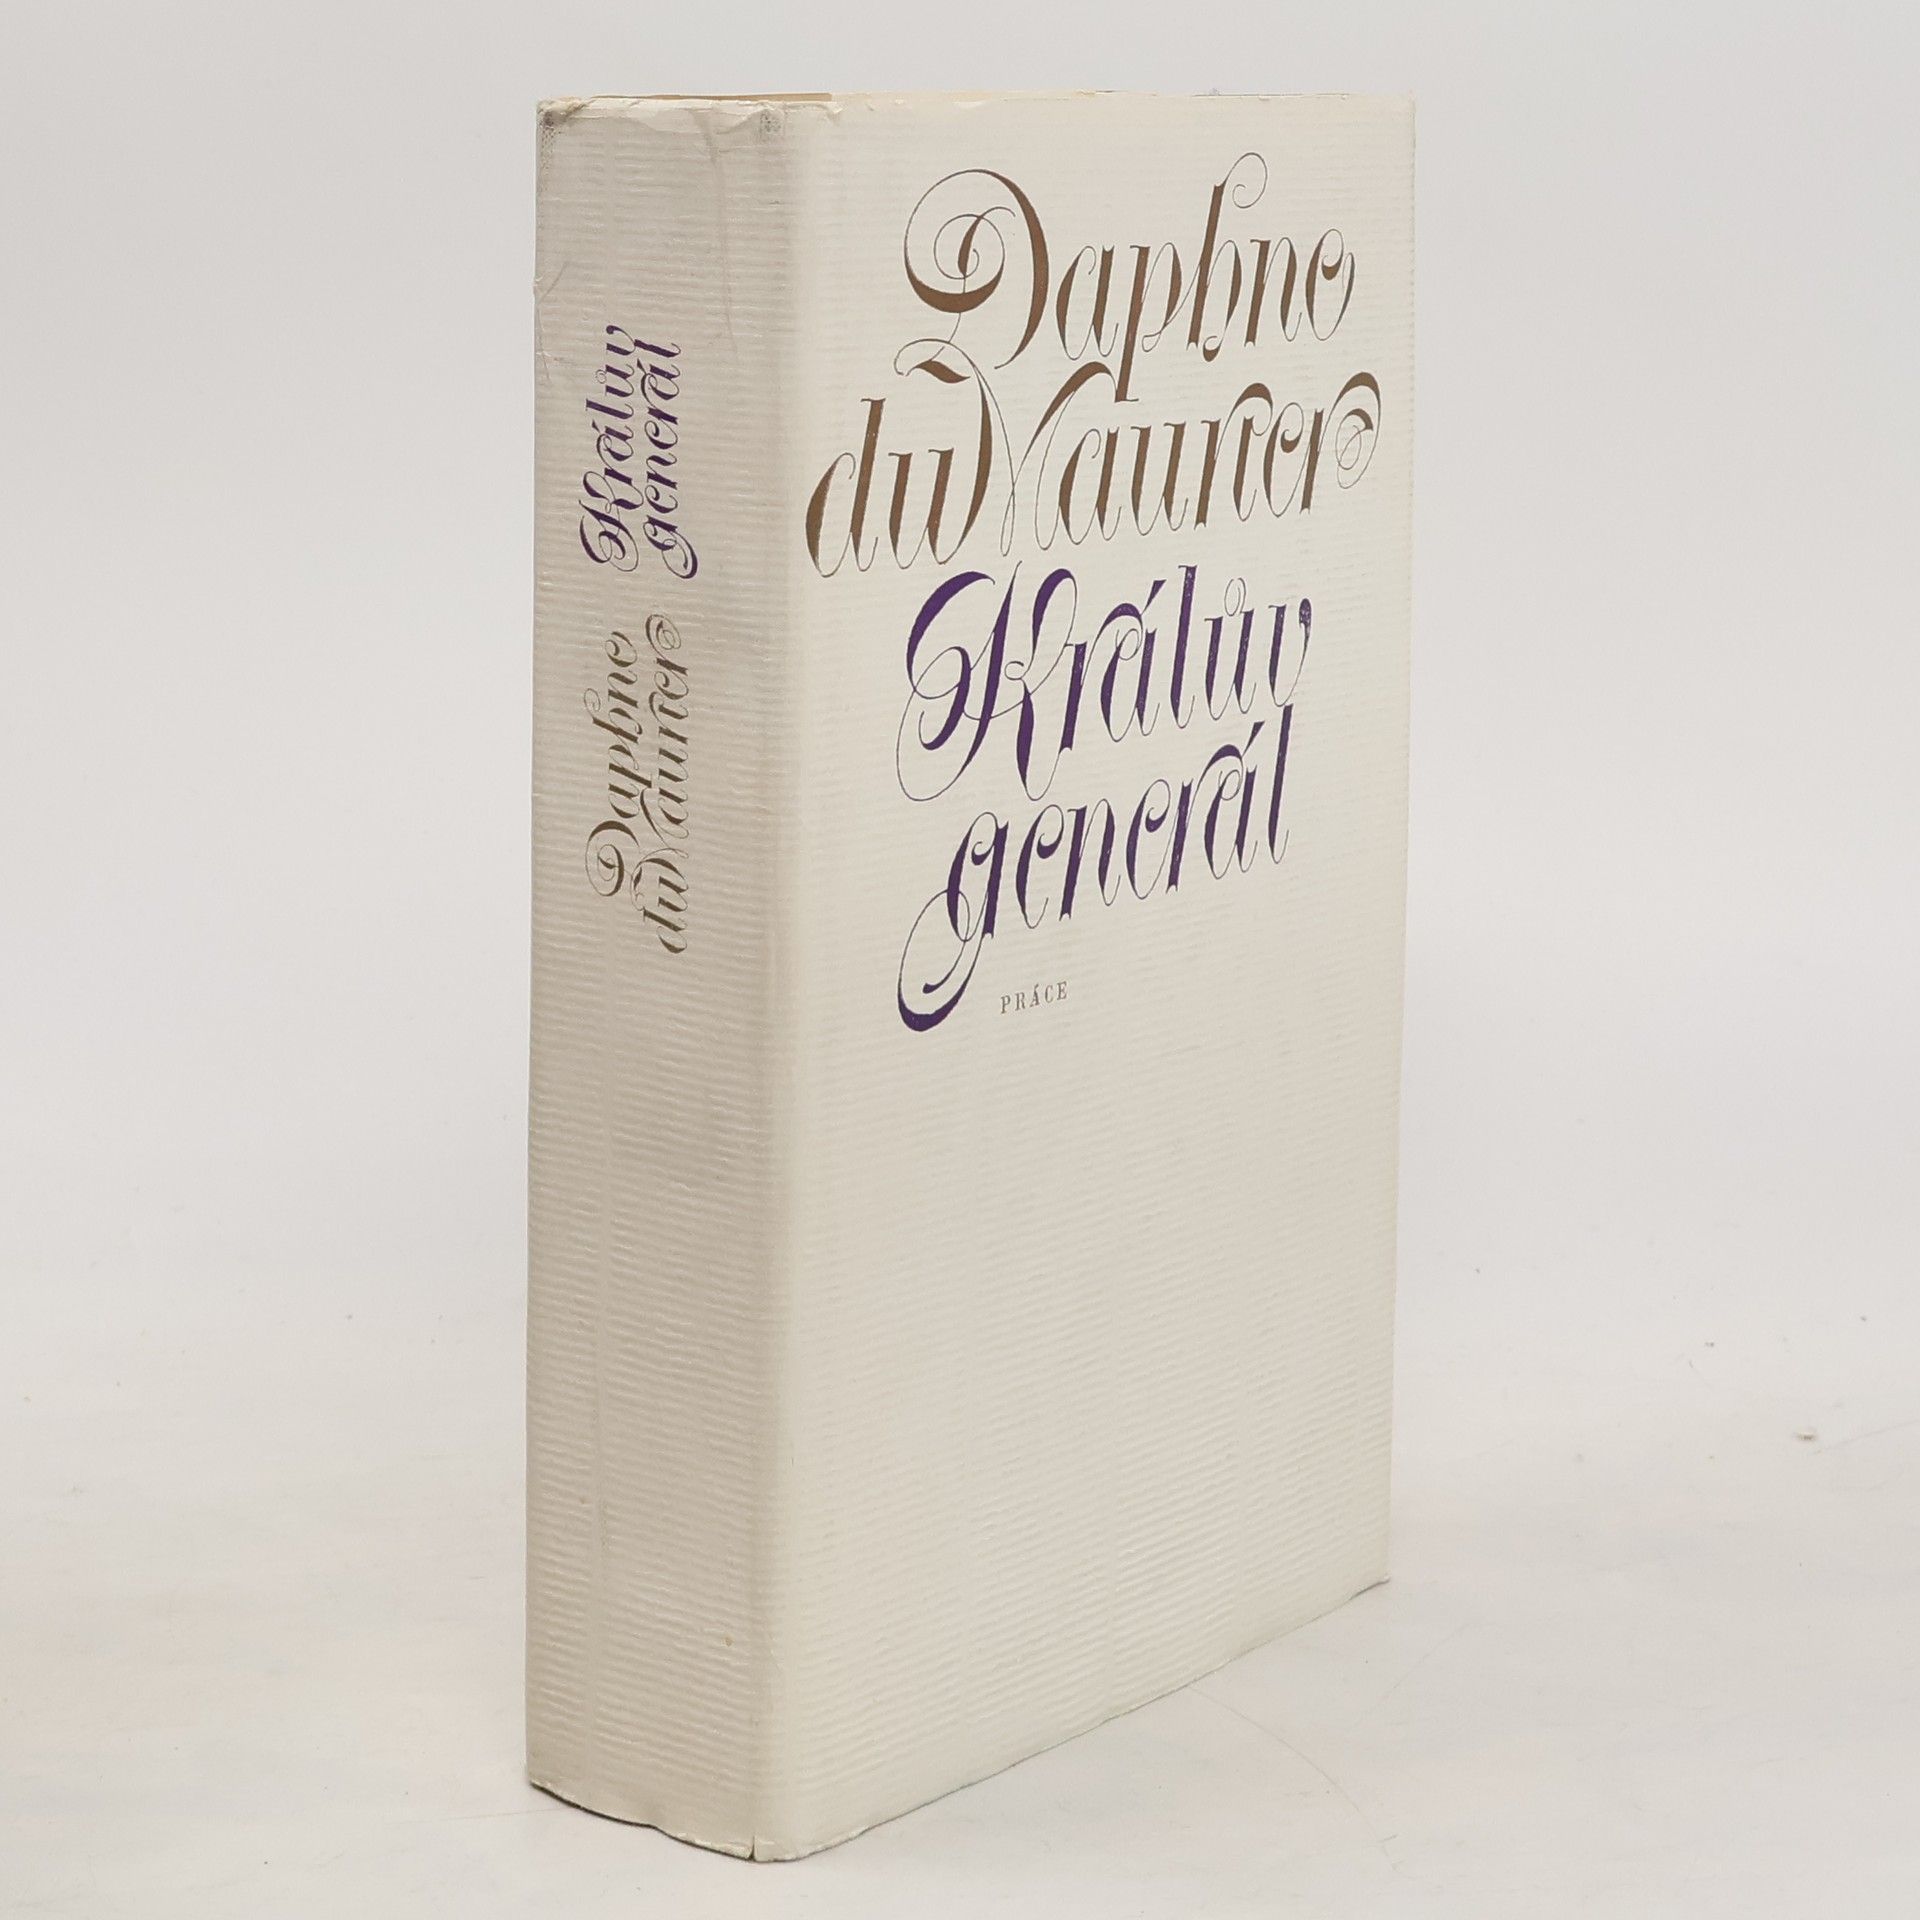 Králův
generál
Daphne
du Maurier
Daphne
du Maurier
Králův
generál
PRÁCE